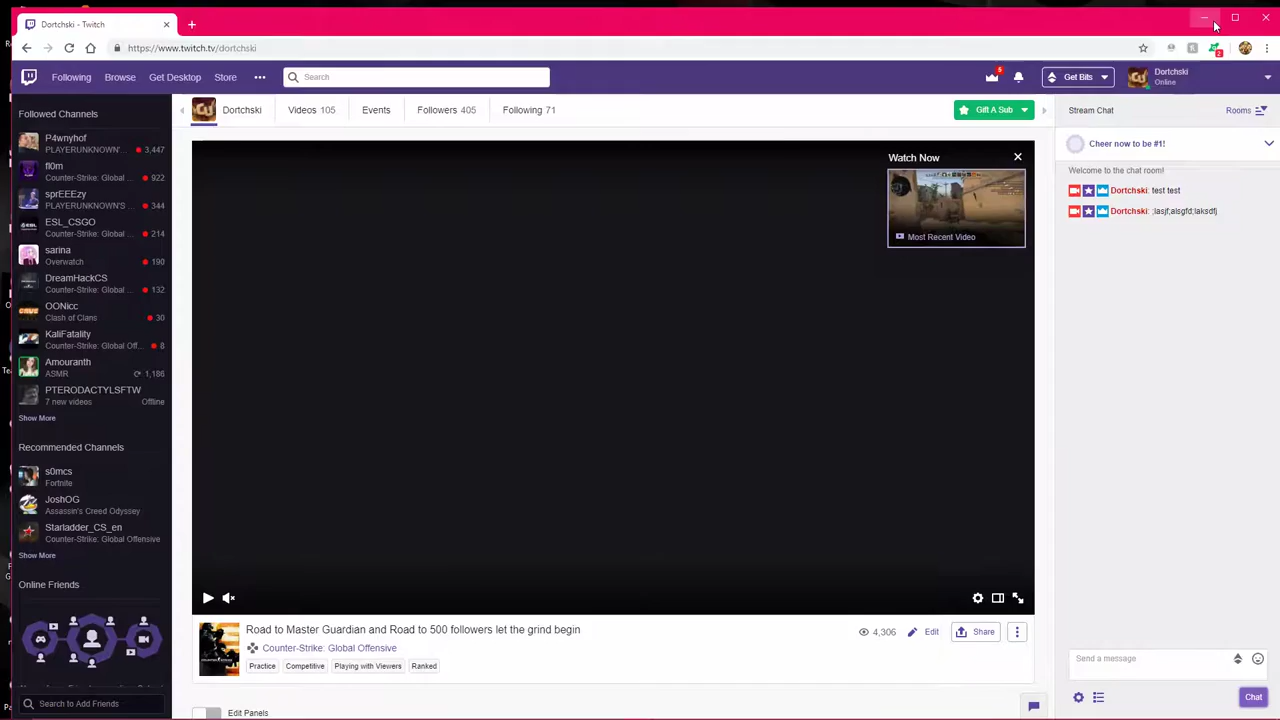 Dortchski - Twitch
https://www.twitch.tv/dortchski
2
Following Browse Get Desktop Store
Search
5
Get Bits
Dortchski
Online
Followed Channels
P4wnyhof
PLAYERUNKNOWN'... 3,447
fl0m
Counter-Strike: Global ... 922
sprEEEzy
PLAYERUNKNOWN'S ... 344
ESL_CSGO
Counter-Strike: Global ... 214
sarina
Overwatch 190
DreamHackCS
Counter-Strike: Global ... 132
OONicc
Clash of Clans 30
KaliFatality
Counter-Strike: Global Off... 8
Amouranth
ASMR 1,186
PTERODACTYLSFTW
7 new videos Offline
Show More
Recommended Channels
s0mcs
Fortnite
JoshOG
Assassin's Creed Odyssey
Starladder_CS_en
Counter-Strike: Global Offensive
Show More
Online Friends
Search to Add Friends
Dortchski Videos 105 Events Followers 405 Following 71
Gift A Sub
Watch Now
Most Recent Video
Road to Master Guardian and Road to 500 followers let the grind begin
Counter-Strike: Global Offensive
Practice Competitive Playing with Viewers Ranked
4,306 Edit Share
Edit Panels
Stream Chat Rooms
Cheer now to be #1!
Welcome to the chat room!
Dortchski: test test
Dortchski: ;lasjf;alsgfd;laksdfj
Send a message
Chat